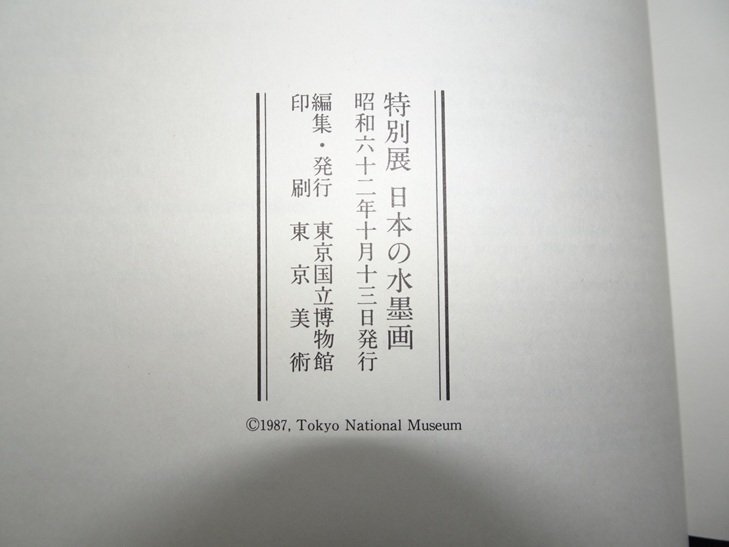 特別展 日本の水墨画
昭和六十二年十月十三日発行
編集・発行 東京国立博物館
印刷 東京美術
©1987, Tokyo National Museum